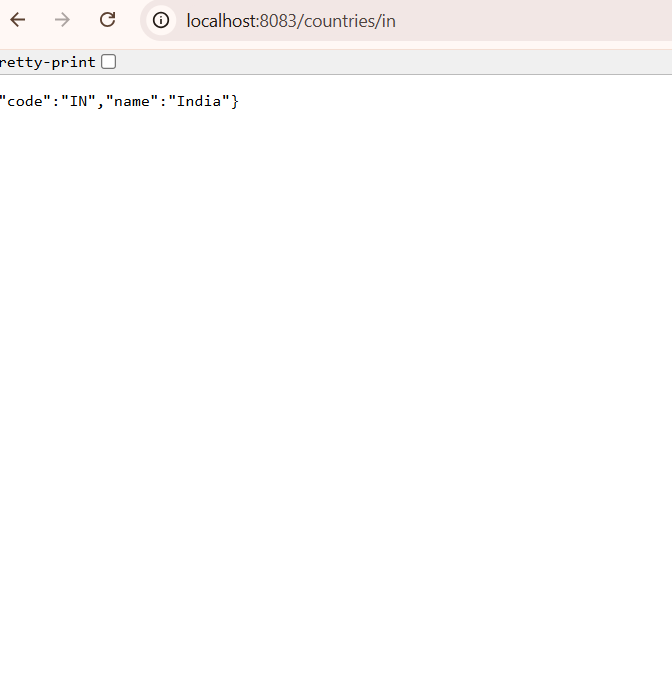 localhost:8083/countries/in
retty-print
"code":"IN","name":"India"}